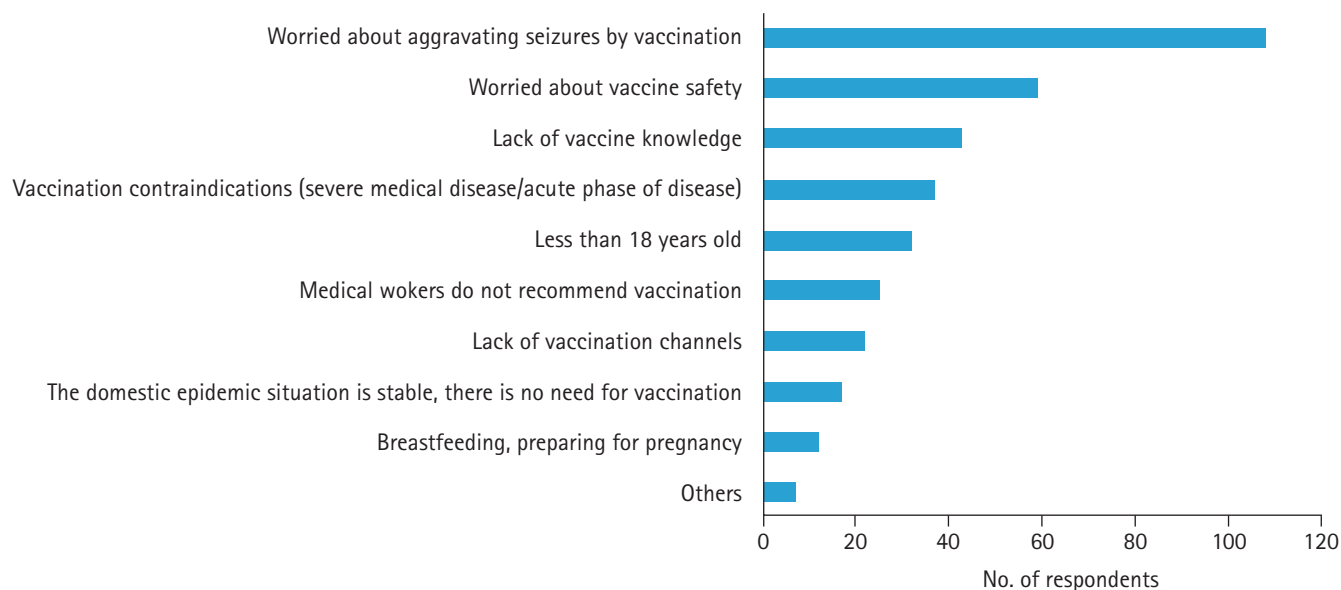 Worried about aggravating seizures by vaccination
Worried about vaccine safety
Lack of vaccine knowledge
Vaccination contraindications (severe medical disease/acute phase of disease)
Less than 18 years old
Medical wokers do not recommend vaccination
Lack of vaccination channels
The domestic epidemic situation is stable, there is no need for vaccination
Breastfeeding, preparing for pregnancy
Others
0 20 40 60 80 100 120
No. of respondents